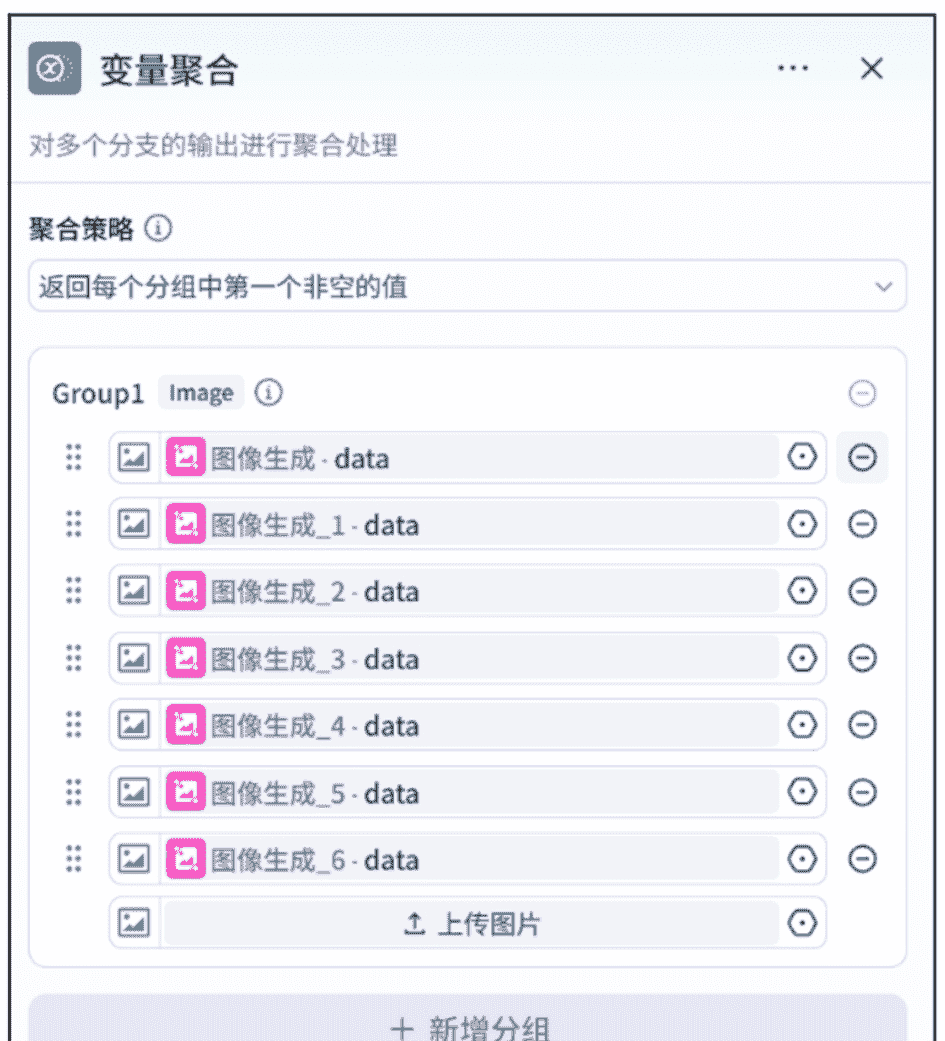 变量聚合
对多个分支的输出进行聚合处理
聚合策略
返回每个分组中第一个非空的值
Group1 Image
图像生成 - data
图像生成_1 - data
图像生成_2 - data
图像生成_3 - data
图像生成_4 - data
图像生成_5 - data
图像生成_6 - data
上传图片
+ 新增分组